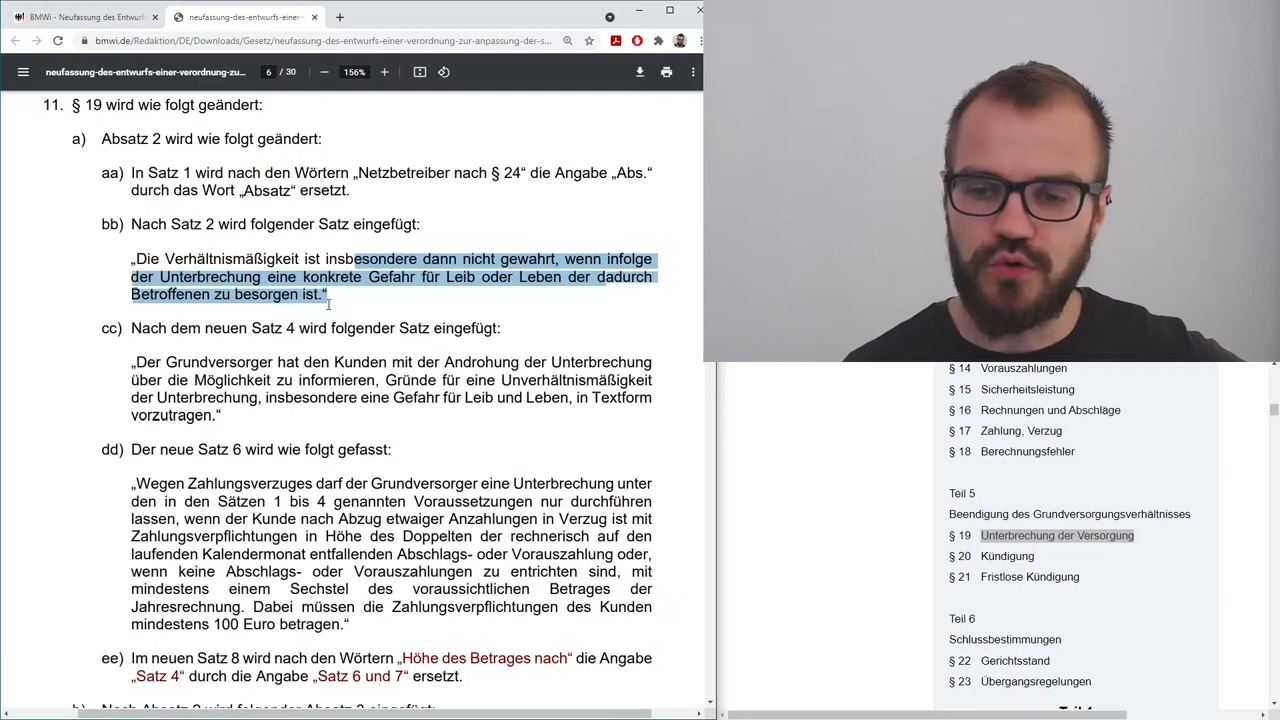 BMWi - Neufassung des Entwurfs
neufassung-des-entwurfs-einer-
bmwi.de/Redaktion/DE/Downloads/Gesetz/neufassung-des-entwurfs-einer-verordnung-zur-anpassung-der-s...
neufassung-des-entwurfs-einer-verordnung-zu...
6 / 30
156%
11. § 19 wird wie folgt geändert:
a) Absatz 2 wird wie folgt geändert:
aa) In Satz 1 wird nach den Wörtern „Netzbetreiber nach § 24“ die Angabe „Abs.“
durch das Wort „Absatz“ ersetzt.
bb) Nach Satz 2 wird folgender Satz eingefügt:
„Die Verhältnismäßigkeit ist insbesondere dann nicht gewahrt, wenn infolge
der Unterbrechung eine konkrete Gefahr für Leib oder Leben der dadurch
Betroffenen zu besorgen ist.“
cc) Nach dem neuen Satz 4 wird folgender Satz eingefügt:
„Der Grundversorger hat den Kunden mit der Androhung der Unterbrechung
über die Möglichkeit zu informieren, Gründe für eine Unverhältnismäßigkeit
der Unterbrechung, insbesondere eine Gefahr für Leib und Leben, in Textform
vorzutragen.“
dd) Der neue Satz 6 wird wie folgt gefasst:
„Wegen Zahlungsverzuges darf der Grundversorger eine Unterbrechung unter
den in den Sätzen 1 bis 4 genannten Voraussetzungen nur durchführen
lassen, wenn der Kunde nach Abzug etwaiger Anzahlungen in Verzug ist mit
Zahlungsverpflichtungen in Höhe des Doppelten der rechnerisch auf den
laufenden Kalendermonat entfallenden Abschlags- oder Vorauszahlung oder,
wenn keine Abschlags- oder Vorauszahlungen zu entrichten sind, mit
mindestens einem Sechstel des voraussichtlichen Betrages der
Jahresrechnung. Dabei müssen die Zahlungsverpflichtungen des Kunden
mindestens 100 Euro betragen.“
ee) Im neuen Satz 8 wird nach den Wörtern „Höhe des Betrages nach“ die Angabe
„Satz 4“ durch die Angabe „Satz 6 und 7“ ersetzt.
b) Nach Absatz 2 wird folgender Absatz 3 eingefügt:
§ 14 Vorauszahlungen
§ 15 Sicherheitsleistung
§ 16 Rechnungen und Abschläge
§ 17 Zahlung, Verzug
§ 18 Berechnungsfehler
Teil 5
Beendigung des Grundversorgungsverhältnisses
§ 19 Unterbrechung der Versorgung
§ 20 Kündigung
§ 21 Fristlose Kündigung
Teil 6
Schlussbestimmungen
§ 22 Gerichtsstand
§ 23 Übergangsregelungen
Teil 1